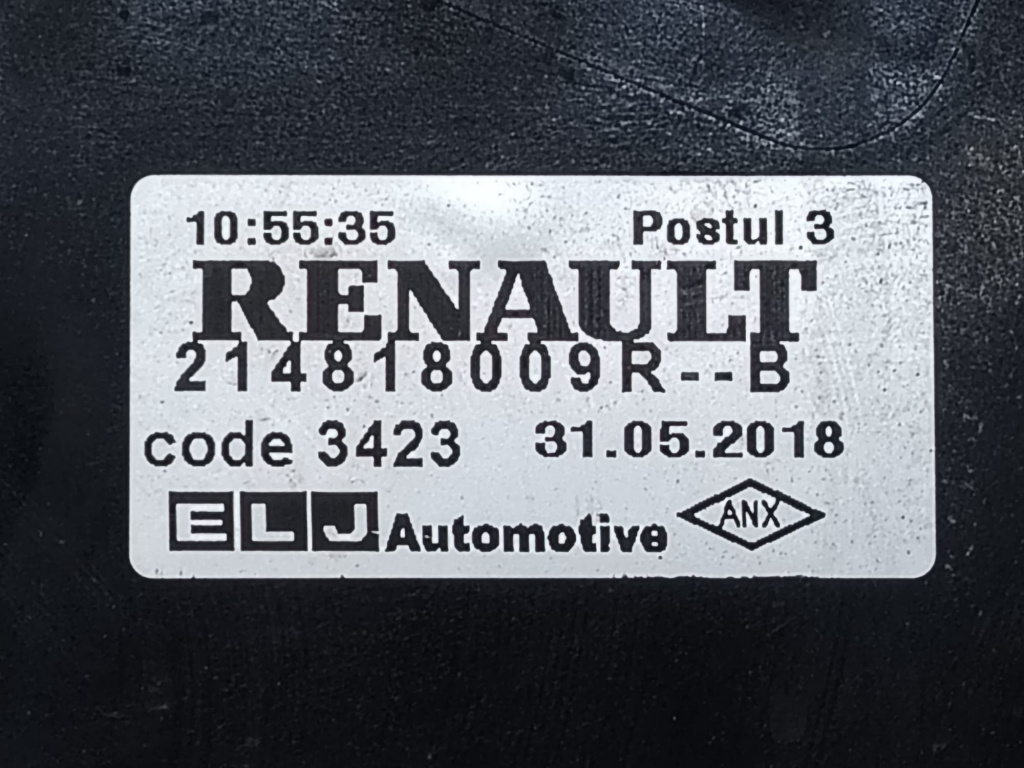 10:55:35 Postul 3
RENAULT
214818009R--B
code 3423 31.05.2018
ELJ Automotive ANX